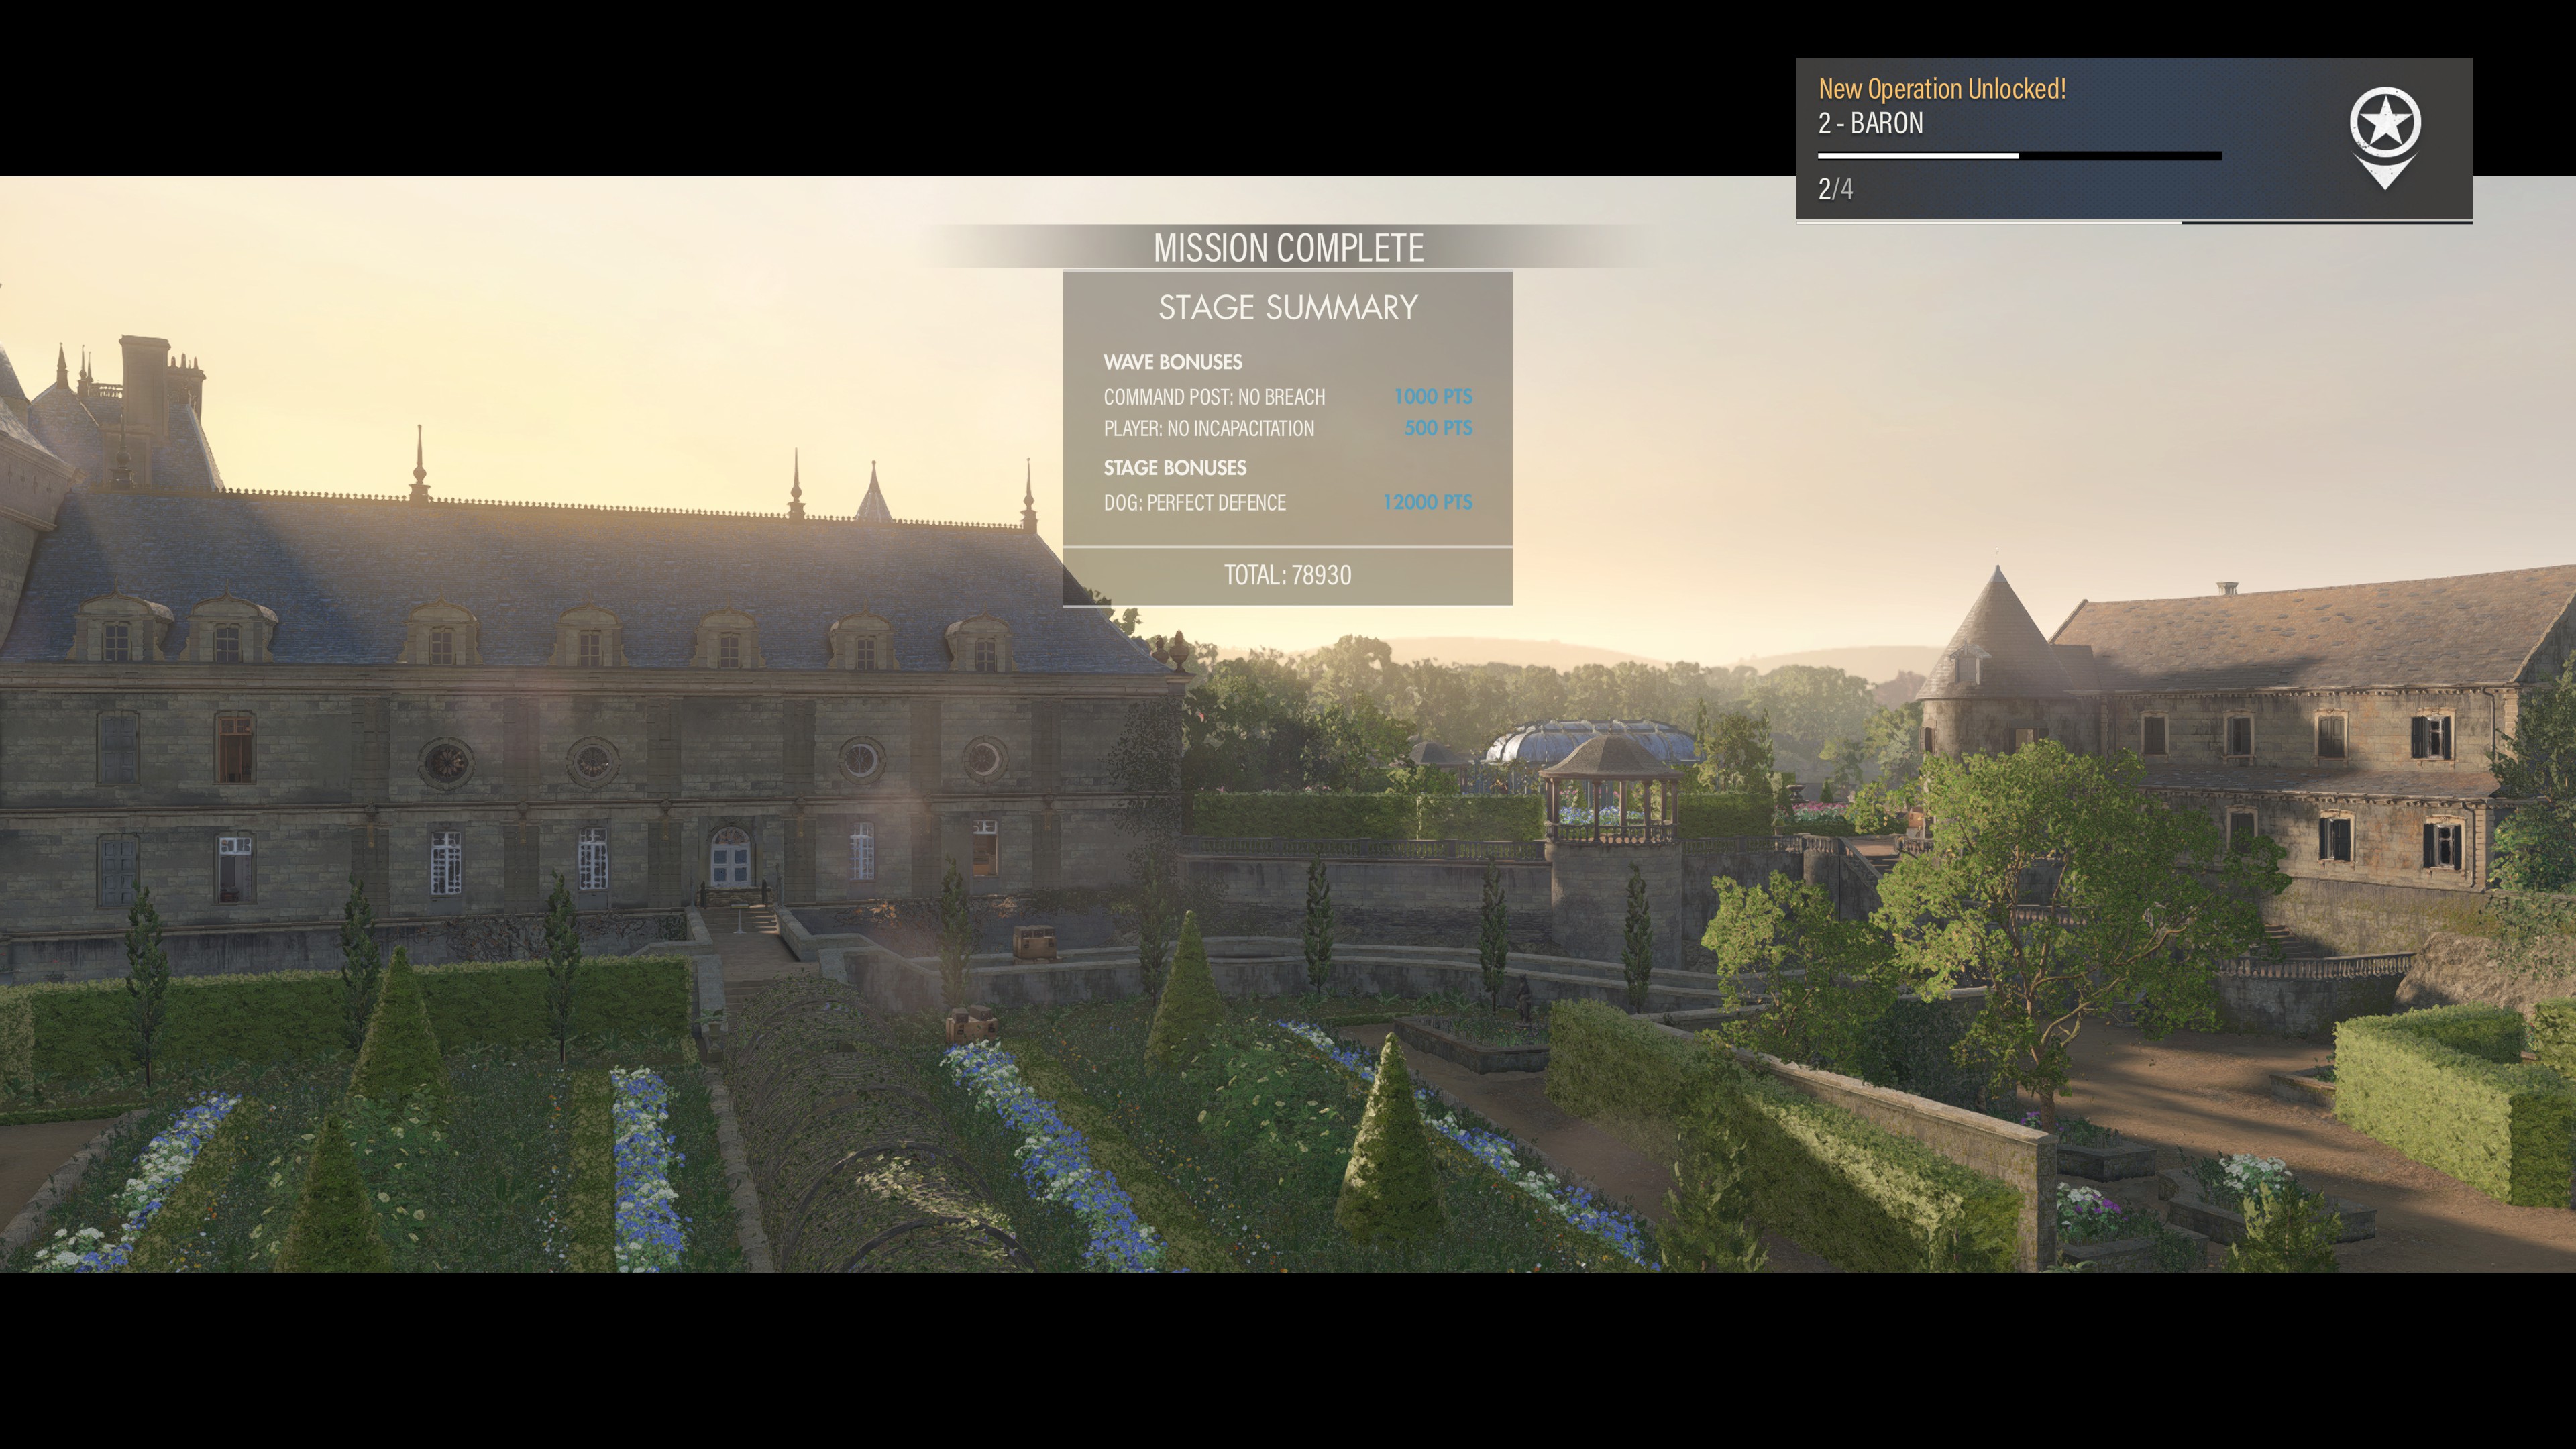 New Operation Unlocked!
2 - BARON
2/4
MISSION COMPLETE
STAGE SUMMARY
WAVE BONUSES
COMMAND POST: NO BREACH 1000 PTS
PLAYER: NO INCAPACITATION 500 PTS
STAGE BONUSES
DOG: PERFECT DEFENCE 12000 PTS
TOTAL: 78930